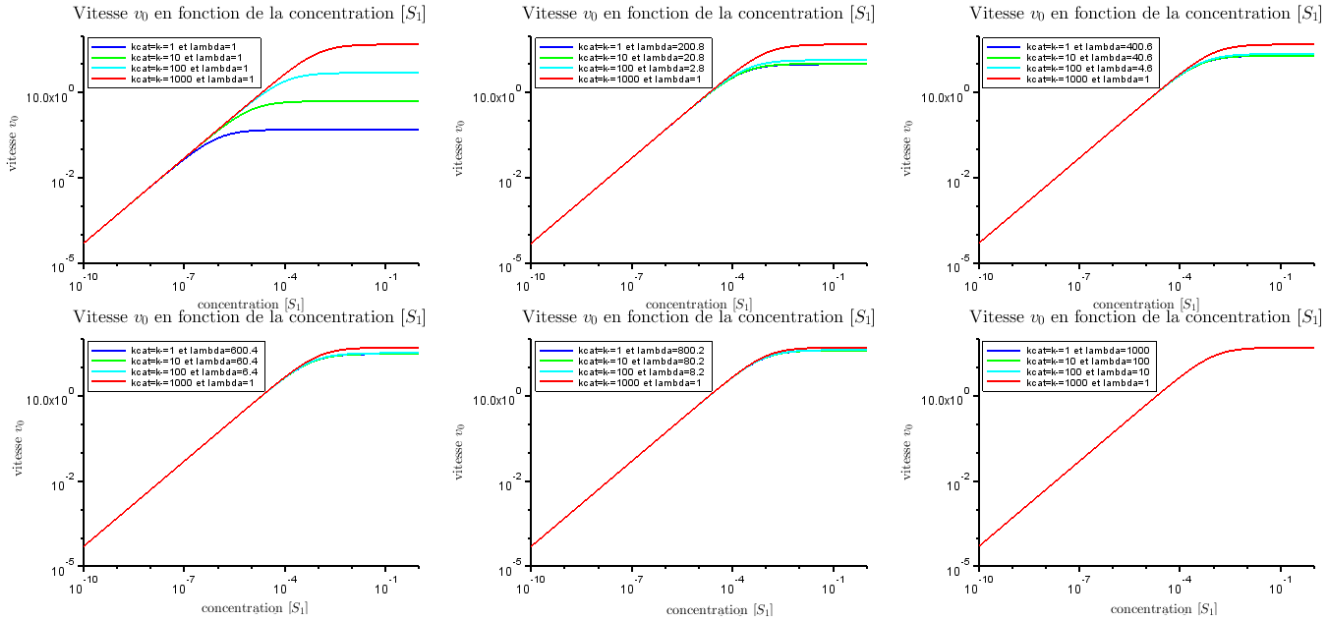 Vitesse v₀ en fonction de la concentration [S₁]
kcat=k-=1 et lambda=1
kcat=k-=10 et lambda=1
kcat=k-=100 et lambda=1
kcat=k-=1000 et lambda=1
10.0x10⁰
vitesse v₀
10⁻²
10⁻⁵
10⁻¹⁰ 10⁻⁷ 10⁻⁴ 10⁻¹
concentration [S₁]
Vitesse v₀ en fonction de la concentration [S₁]
kcat=k-=1 et lambda=200.8
kcat=k-=10 et lambda=20.8
kcat=k-=100 et lambda=2.8
kcat=k-=1000 et lambda=1
10.0x10⁰
vitesse v₀
10⁻²
10⁻⁵
10⁻¹⁰ 10⁻⁷ 10⁻⁴ 10⁻¹
concentration [S₁]
Vitesse v₀ en fonction de la concentration [S₁]
kcat=k-=1 et lambda=400.6
kcat=k-=10 et lambda=40.6
kcat=k-=100 et lambda=4.6
kcat=k-=1000 et lambda=1
10.0x10⁰
vitesse v₀
10⁻²
10⁻⁵
10⁻¹⁰ 10⁻⁷ 10⁻⁴ 10⁻¹
concentration [S₁]
Vitesse v₀ en fonction de la concentration [S₁]
kcat=k-=1 et lambda=600.4
kcat=k-=10 et lambda=60.4
kcat=k-=100 et lambda=6.4
kcat=k-=1000 et lambda=1
10.0x10⁰
vitesse v₀
10⁻²
10⁻⁵
10⁻¹⁰ 10⁻⁷ 10⁻⁴ 10⁻¹
concentration [S₁]
Vitesse v₀ en fonction de la concentration [S₁]
kcat=k-=1 et lambda=800.2
kcat=k-=10 et lambda=80.2
kcat=k-=100 et lambda=8.2
kcat=k-=1000 et lambda=1
10.0x10⁰
vitesse v₀
10⁻²
10⁻⁵
10⁻¹⁰ 10⁻⁷ 10⁻⁴ 10⁻¹
concentration [S₁]
Vitesse v₀ en fonction de la concentration [S₁]
kcat=k-=1 et lambda=1000
kcat=k-=10 et lambda=100
kcat=k-=100 et lambda=10
kcat=k-=1000 et lambda=1
10.0x10⁰
vitesse v₀
10⁻²
10⁻⁵
10⁻¹⁰ 10⁻⁷ 10⁻⁴ 10⁻¹
concentration [S₁]